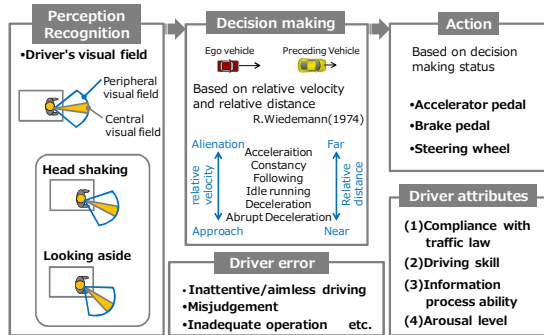 Perception
Recognition
•Driver's visual field
Peripheral
visual field
Central
visual field
Head shaking
Looking aside
Decision making
Ego vehicle
Preceding Vehicle
Based on relative velocity
and relative distance
R.Wiedemann(1974)
Alienation
Far
relative
velocity
Acceleraition
Constancy
Following
Idle running
Deceleration
Abrupt Deceleration
Relative
distance
Approach
Near
Driver error
•Inattentive/aimless driving
•Misjudgement
•Inadequate operation etc.
Action
Based on decision
making status
•Accelerator pedal
•Brake pedal
•Steering wheel
Driver attributes
(1)Compliance with
traffic law
(2)Driving skill
(3)Information
process ability
(4)Arousal level